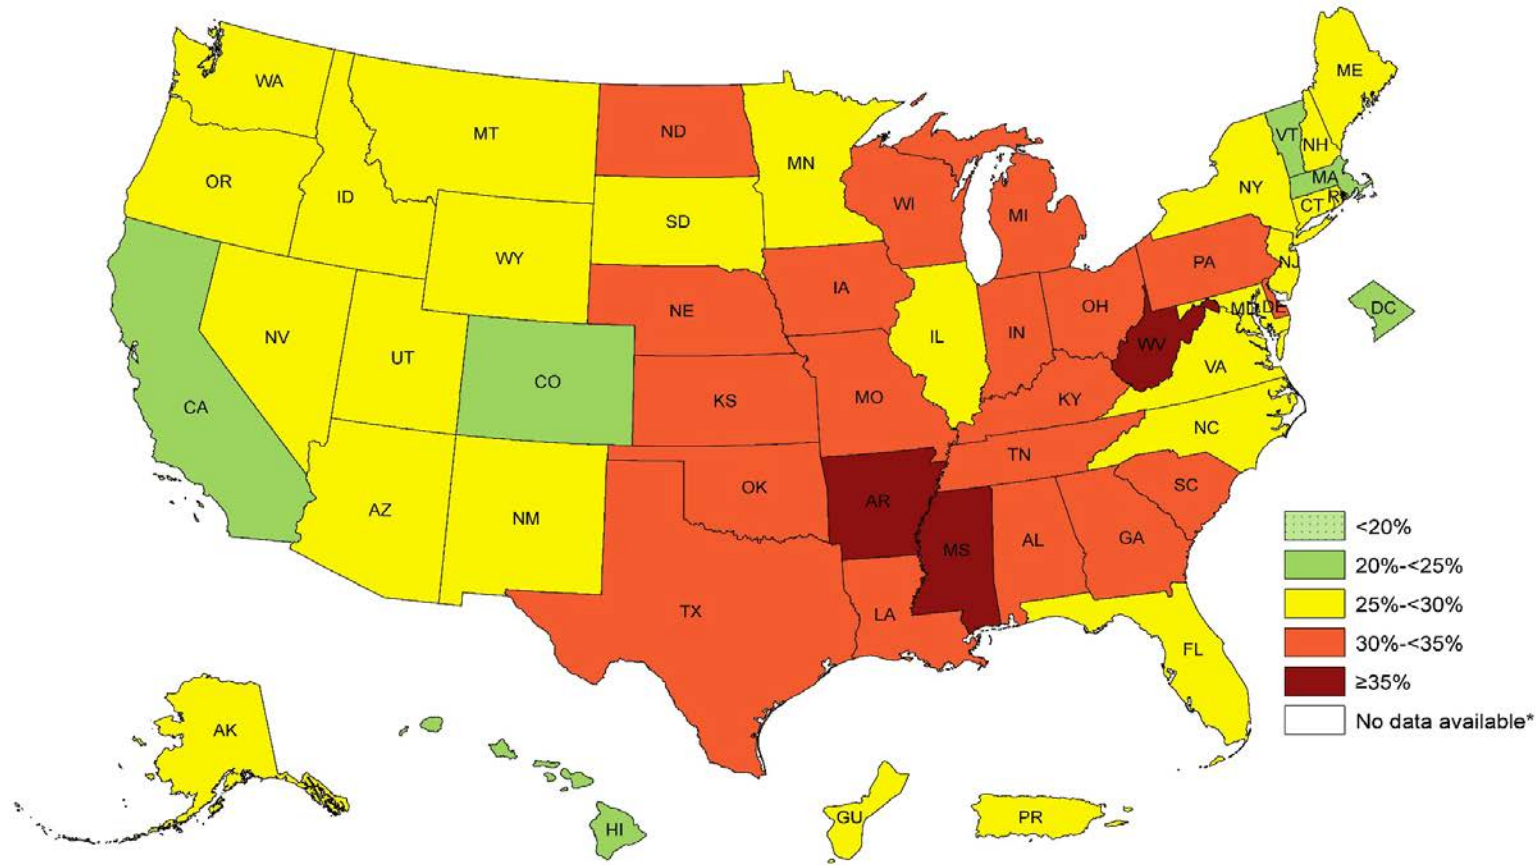 ME
WA
MT
ND
VT
NH
MN
OR
MA
NY
ID
RI
WI
CT
MI
SD
WY
PA
NJ
IA
OH
MD
DE
DC
NE
IN
NV
IL
WV
UT
VA
CO
KS
MO
KY
CA
NC
TN
OK
SC
AR
AZ
NM
GA
AL
MS
<20%
20%-<25%
25%-<30%
30%-<35%
≥35%
No data available*
TX
LA
FL
AK
HI
GU
PR